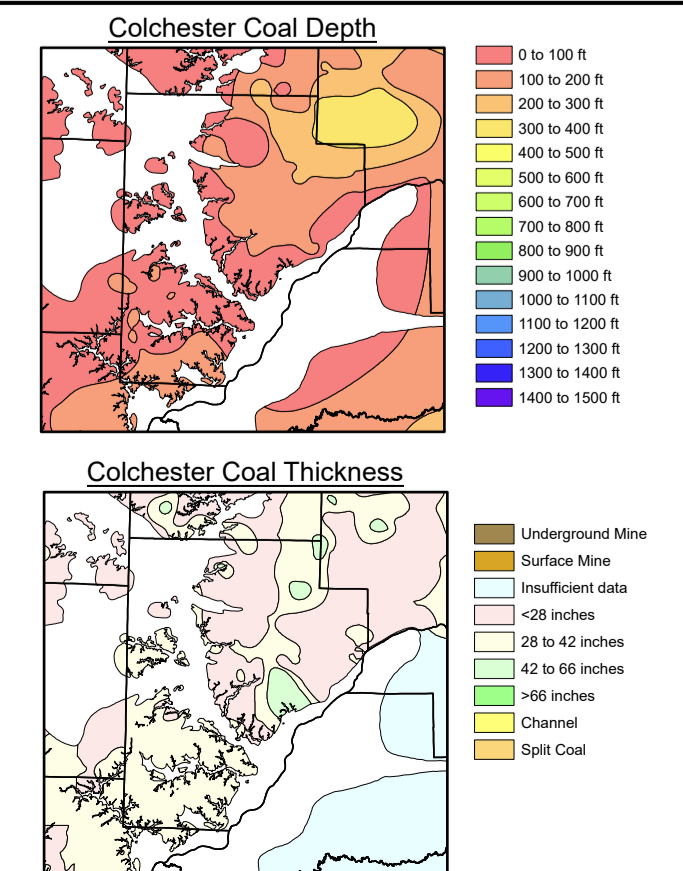 Colchester Coal Depth
0 to 100 ft
100 to 200 ft
200 to 300 ft
300 to 400 ft
400 to 500 ft
500 to 600 ft
600 to 700 ft
700 to 800 ft
800 to 900 ft
900 to 1000 ft
1000 to 1100 ft
1100 to 1200 ft
1200 to 1300 ft
1300 to 1400 ft
1400 to 1500 ft
Colchester Coal Thickness
Underground Mine
Surface Mine
Insufficient data
<28 inches
28 to 42 inches
42 to 66 inches
>66 inches
Channel
Split Coal